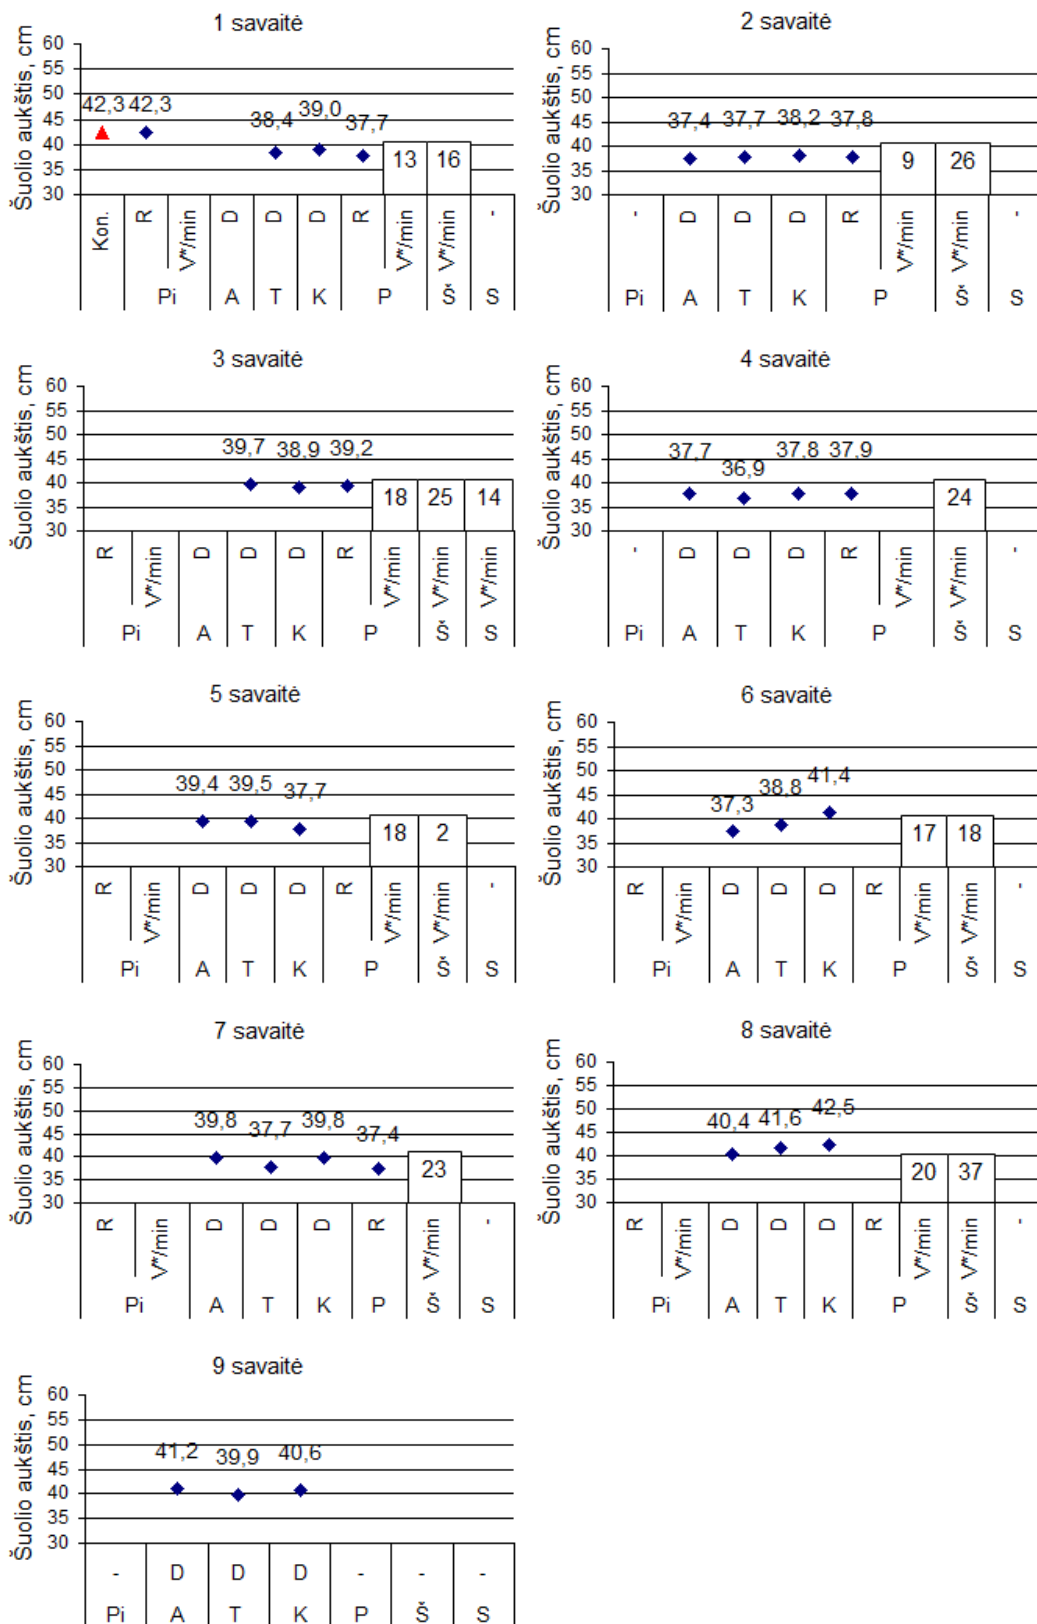 1 savaitė
Šuolio aukštis, cm
60
55
50
45
40
35
30
42,3 42,3 38,4 39,0 37,7 13 16
Kon. R V*/min D D D R V*/min V*/min -
Pi A T K P Š S
2 savaitė
Šuolio aukštis, cm
60
55
50
45
40
35
30
37,4 37,7 38,2 37,8 9 26
- D D D R V*/min V*/min -
Pi A T K P Š S
3 savaitė
Šuolio aukštis, cm
60
55
50
45
40
35
30
39,7 38,9 39,2 18 25 14
R V*/min D D D R V*/min V*/min V*/min
Pi A T K P Š S
4 savaitė
Šuolio aukštis, cm
60
55
50
45
40
35
30
37,7 36,9 37,8 37,9 24
- D D D R V*/min V*/min -
Pi A T K P Š S
5 savaitė
Šuolio aukštis, cm
60
55
50
45
40
35
30
39,4 39,5 37,7 18 2
R V*/min D D D R V*/min V*/min -
Pi A T K P Š S
6 savaitė
Šuolio aukštis, cm
60
55
50
45
40
35
30
37,3 38,8 41,4 17 18
R V*/min D D D R V*/min V*/min -
Pi A T K P Š S
7 savaitė
Šuolio aukštis, cm
60
55
50
45
40
35
30
39,8 37,7 39,8 37,4 23
R V*/min D D D R V*/min -
Pi A T K P Š S
8 savaitė
Šuolio aukštis, cm
60
55
50
45
40
35
30
40,4 41,6 42,5 20 37
R V*/min D D D R V*/min V*/min -
Pi A T K P Š S
9 savaitė
Šuolio aukštis, cm
60
55
50
45
40
35
30
41,2 39,9 40,6
- D D D - - -
Pi A T K P Š S